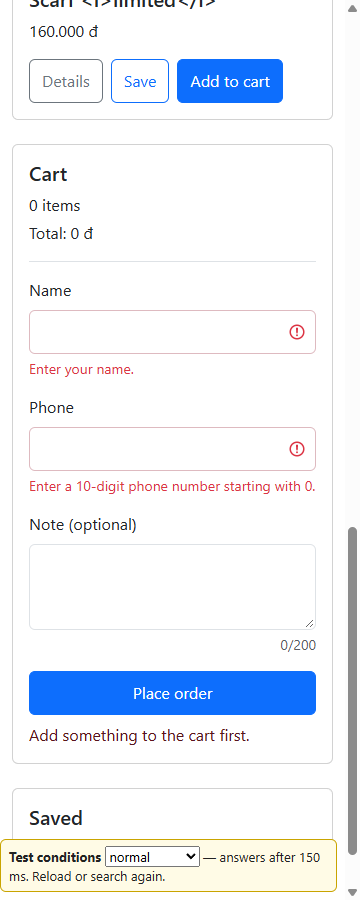 Scarf <i>limited</i>
160.000 đ
Details Save Add to cart
Cart
0 items
Total: 0 đ
Name
Enter your name.
Phone
Enter a 10-digit phone number starting with 0.
Note (optional)
0/200
Place order
Add something to the cart first.
Saved
Test conditions normal — answers after 150
ms. Reload or search again.